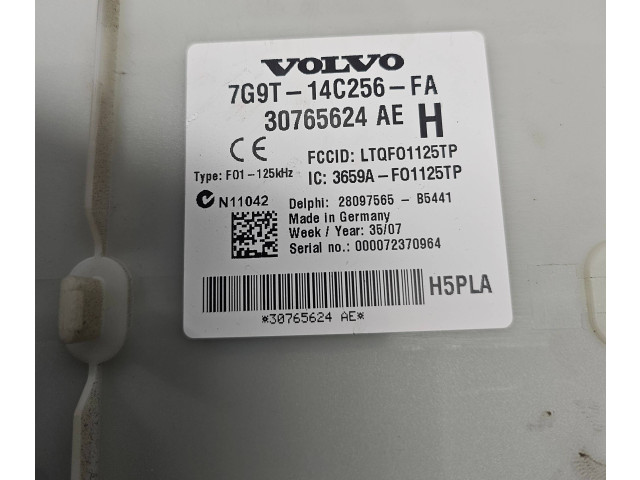 VOLVO
7G9T-14C256-FA
30765624 AE H
CE FCCID: LTQFO1125TP
Type: F01-125kHz IC: 3659A-FO1125TP
N11042 Delphi: 28097565 - B5441
Made in Germany
Week / Year: 35/07
Serial no.: 000072370964
H5PLA
*30765624 AE*